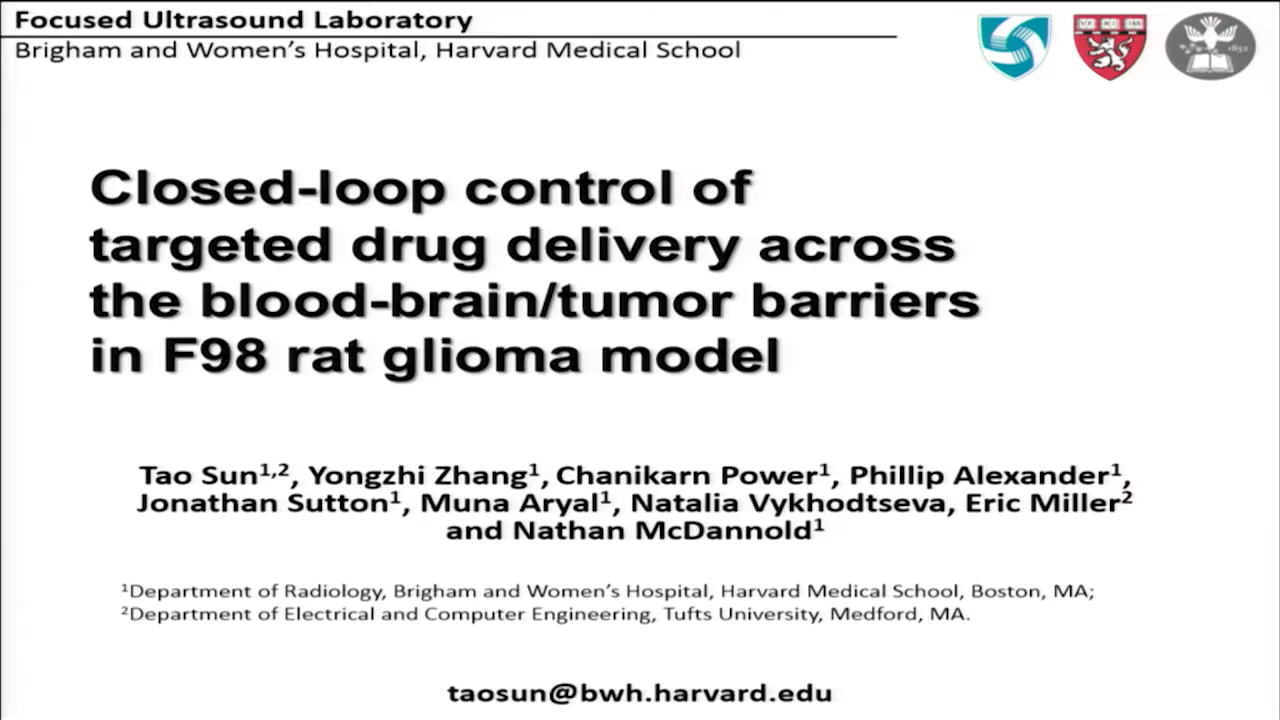 Focused Ultrasound Laboratory
Brigham and Women's Hospital, Harvard Medical School
Closed-loop control of
targeted drug delivery across
the blood-brain/tumor barriers
in F98 rat glioma model
Tao Sun1,2, Yongzhi Zhang1, Chanikarn Power1, Phillip Alexander1,
Jonathan Sutton1, Muna Aryal1, Natalia Vykhodtseva, Eric Miller2
and Nathan McDannold1
1Department of Radiology, Brigham and Women's Hospital, Harvard Medical School, Boston, MA;
2Department of Electrical and Computer Engineering, Tufts University, Medford, MA.
taosun@bwh.harvard.edu